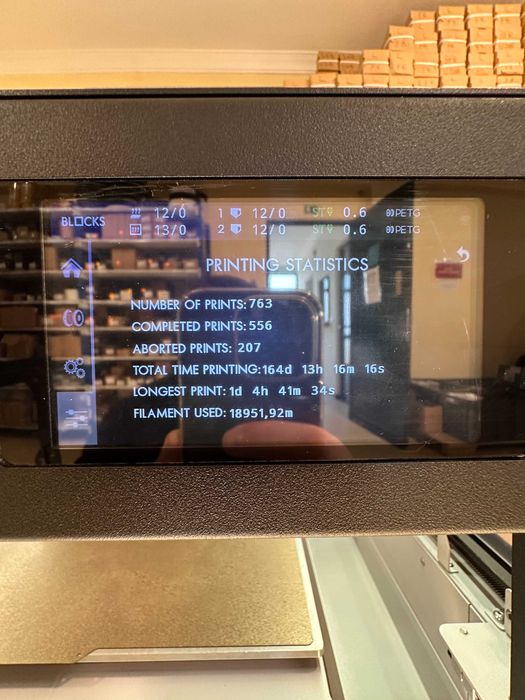 BLOCKS 12/0 1 12/0 ST 0.6 PETG
13/0 2 12/0 ST 0.6 PETG
PRINTING STATISTICS
NUMBER OF PRINTS: 763
COMPLETED PRINTS: 556
ABORTED PRINTS: 207
TOTAL TIME PRINTING: 164d 13h 16m 16s
LONGEST PRINT: 1d 4h 41m 34s
FILAMENT USED: 18951,92m